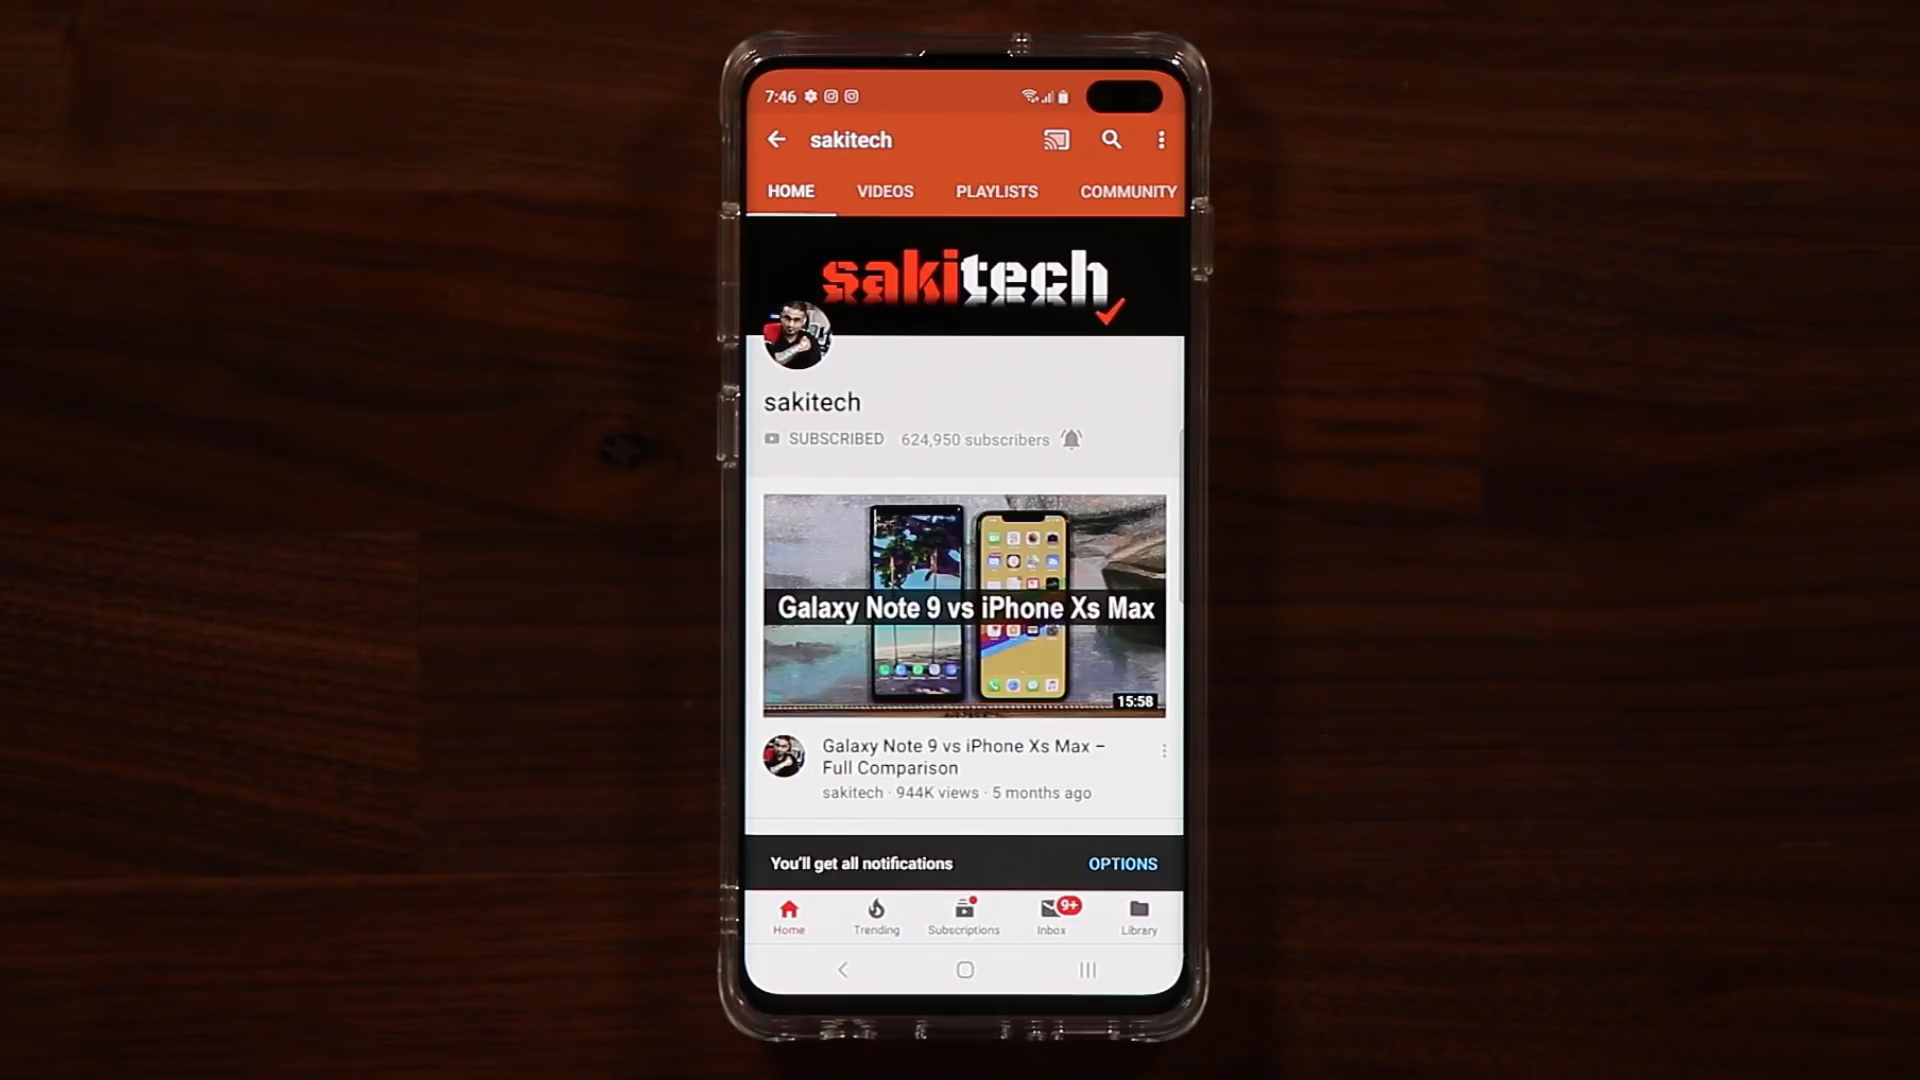 7:46
sakitech
HOME VIDEOS PLAYLISTS COMMUNITY
sakitech
sakitech
SUBSCRIBED 624,950 subscribers
Galaxy Note 9 vs iPhone Xs Max
15:58
Galaxy Note 9 vs iPhone Xs Max –
Full Comparison
sakitech · 944K views · 5 months ago
You'll get all notifications OPTIONS
9+
Home Trending Subscriptions Inbox Library